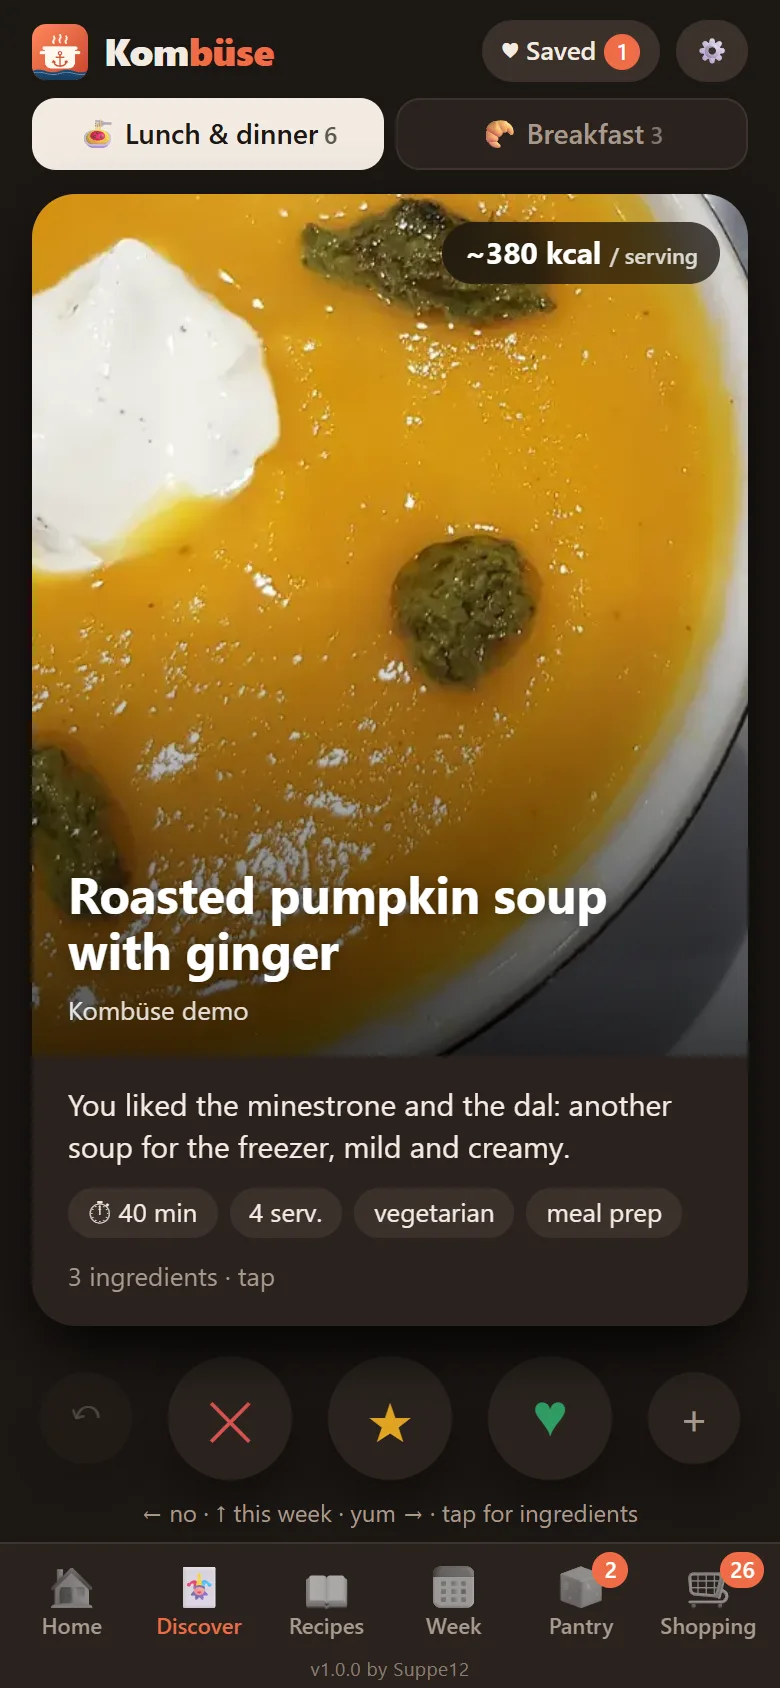 Kombüse
♥ Saved 1
Lunch & dinner 6
Breakfast 3
~380 kcal / serving
Roasted pumpkin soup
with ginger
Kombüse demo
You liked the minestrone and the dal: another
soup for the freezer, mild and creamy.
⏱ 40 min
4 serv.
vegetarian
meal prep
3 ingredients · tap
← no · ↑ this week · yum → · tap for ingredients
2
26
Home
Discover
Recipes
Week
Pantry
Shopping
v1.0.0 by Suppe12